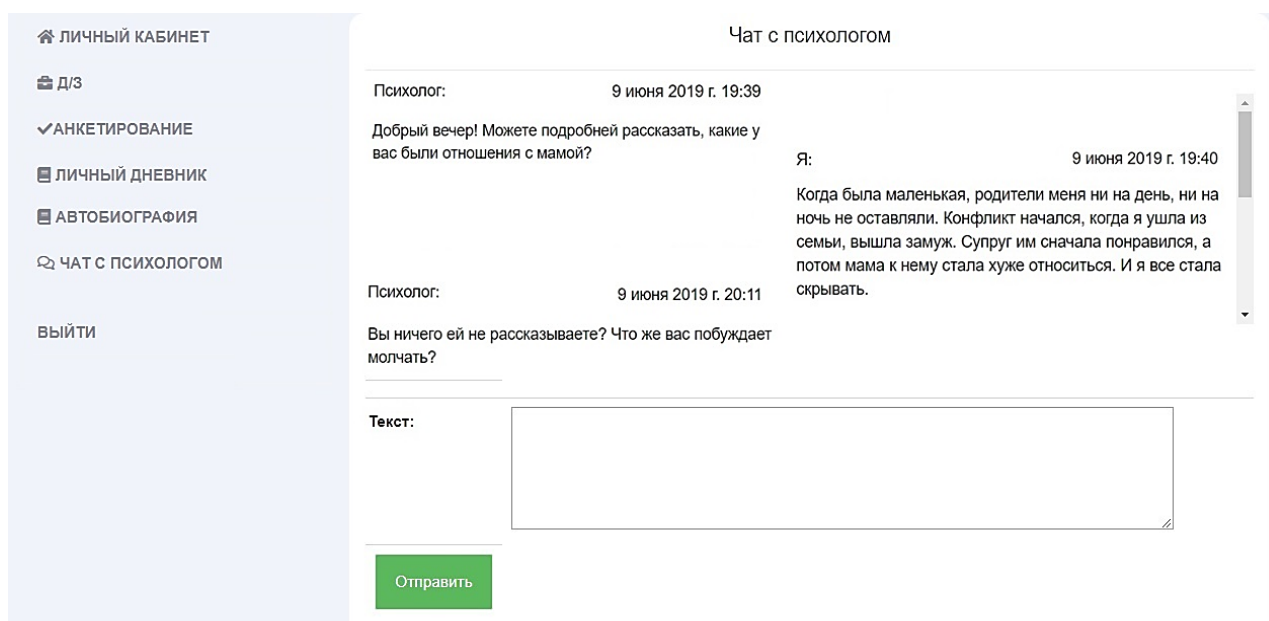 ЛИЧНЫЙ КАБИНЕТ
Д/З
АНКЕТИРОВАНИЕ
ЛИЧНЫЙ ДНЕВНИК
АВТОБИОГРАФИЯ
ЧАТ С ПСИХОЛОГОМ
ВЫЙТИ
Чат с психологом
Психолог: 9 июня 2019 г. 19:39
Добрый вечер! Можете подробней рассказать, какие у
вас были отношения с мамой?
Я: 9 июня 2019 г. 19:40
Когда была маленькая, родители меня ни на день, ни на
ночь не оставляли. Конфликт начался, когда я ушла из
семьи, вышла замуж. Супруг им сначала понравился, а
потом мама к нему стала хуже относиться. И я все стала
скрывать.
Психолог: 9 июня 2019 г. 20:11
Вы ничего ей не рассказываете? Что же вас побуждает
молчать?
Текст:
Отправить